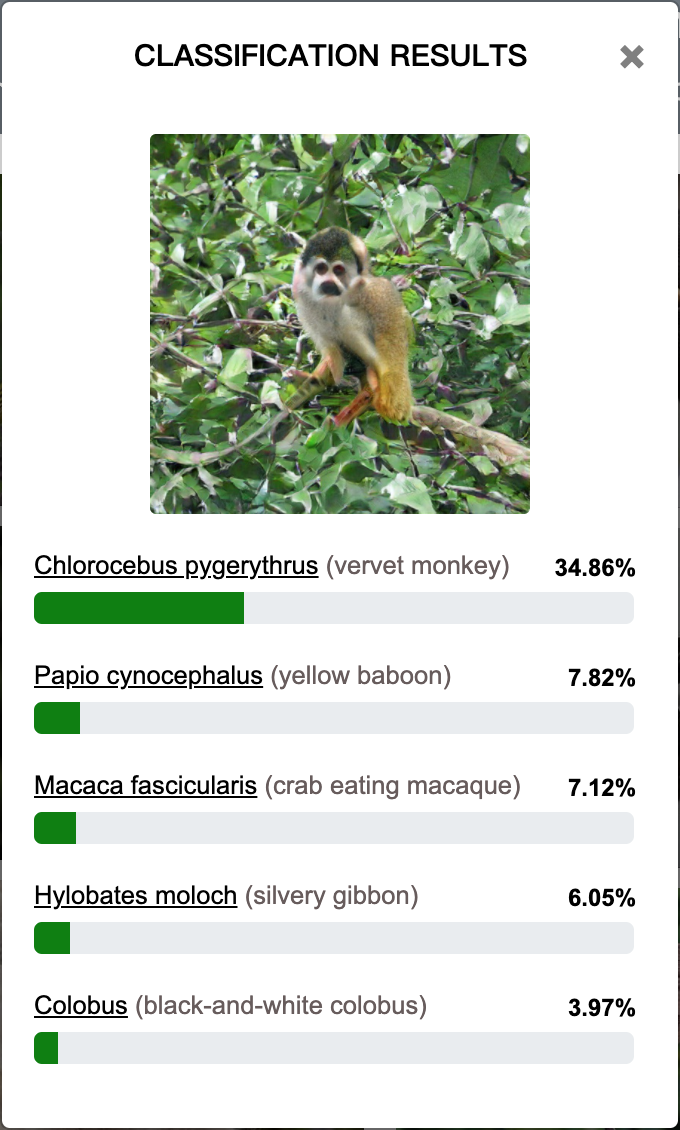 CLASSIFICATION RESULTS ✖
Chlorocebus pygerythrus (vervet monkey) 34.86%
Papio cynocephalus (yellow baboon) 7.82%
Macaca fascicularis (crab eating macaque) 7.12%
Hylobates moloch (silvery gibbon) 6.05%
Colobus (black-and-white colobus) 3.97%